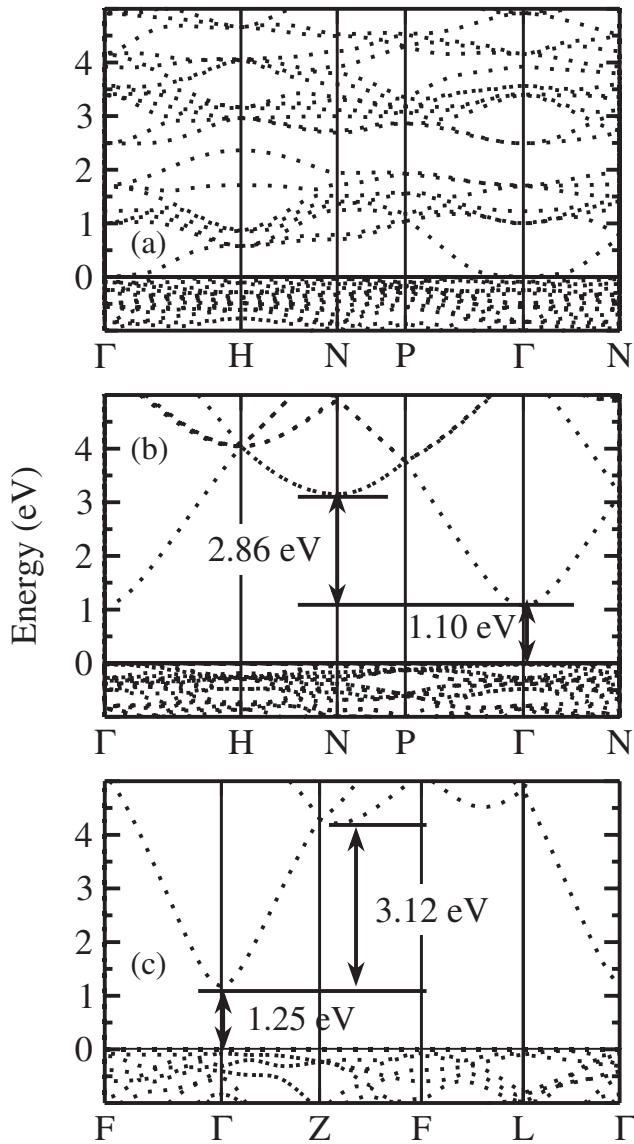 4
3
2
1
0
(a)
Γ H N P Γ N
4
3
2
1
0
(b)
2.86 eV
1.10 eV
Γ H N P Γ N
Energy (eV)
4
3
2
1
0
(c)
3.12 eV
1.25 eV
F Γ Z F L Γ